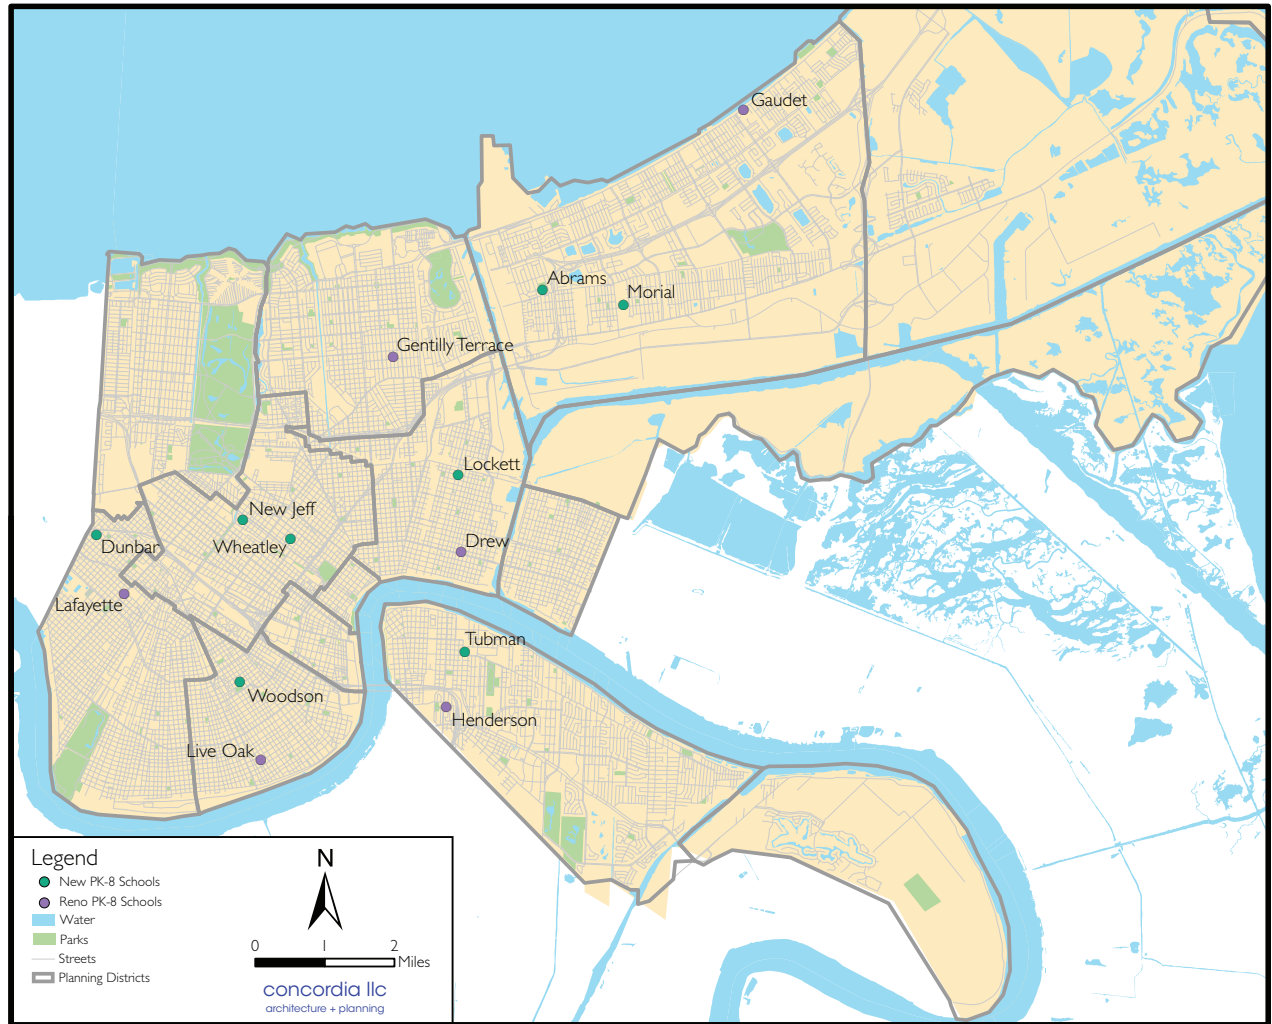 Gaudet
Abrams
Morial
Gentilly Terrace
Lockett
New Jeff
Wheatley
Drew
Dunbar
Lafayette
Tubman
Woodson
Henderson
Live Oak
Legend
New PK-8 Schools
Reno PK-8 Schools
Water
Parks
Streets
Planning Districts
N
0 1 2
Miles
concordia llc
architecture + planning